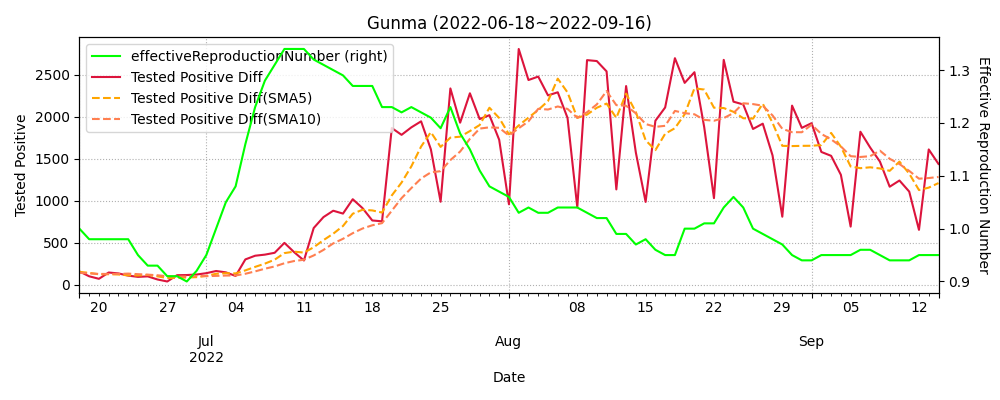 Gunma (2022-06-18~2022-09-16)
effectiveReproductionNumber (right)
Tested Positive Diff
Tested Positive Diff(SMA5)
Tested Positive Diff(SMA10)
Tested Positive
2500
2000
1500
1000
500
0
1.3
1.2
1.1
1.0
0.9
Effective Reproduction Number
20 27 04 11 18 25 08 15 22 29 05 12
Jul Aug Sep
2022
Date